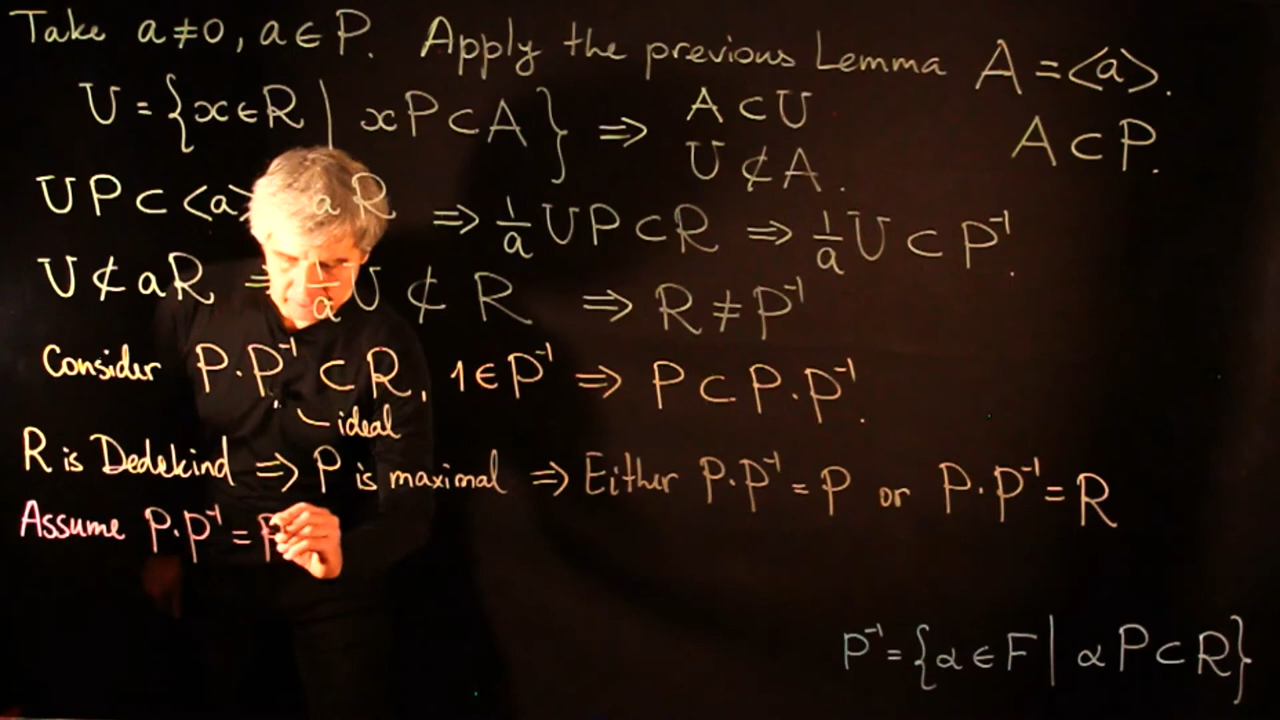 Take a≠0, a∈P. Apply the previous Lemma A=<a>.
U={x∈R | xP⊂A} ⇒ A⊂U
U⊄A.
A⊂P.
UP⊂<a> aR ⇒ 1/a UP⊂R ⇒ 1/a U⊂P⁻¹.
U⊄aR ⇒ 1/a U⊄R ⇒ R≠P⁻¹
Consider P·P⁻¹⊂R, 1∈P⁻¹ ⇒ P⊂P·P⁻¹.
ideal
R is Dedekind ⇒ P is maximal ⇒ Either P·P⁻¹=P or P·P⁻¹=R
Assume P·P⁻¹=P
P⁻¹={α∈F | αP⊂R}